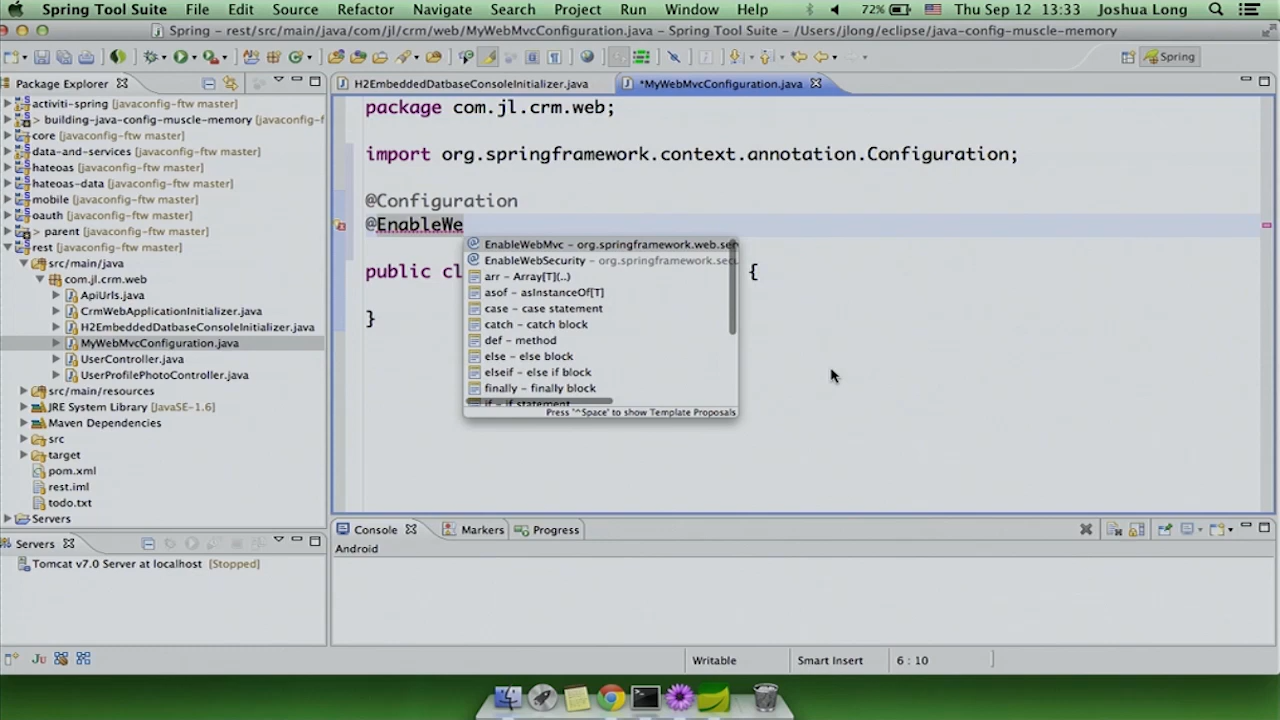 Spring Tool Suite File Edit Source Refactor Navigate Search Project Run Window Help 72% Thu Sep 12 13:33 Joshua Long
Spring - rest/src/main/java/com/jl/crm/web/MyWebMvcConfiguration.java - Spring Tool Suite - /Users/jlong/eclipse/java-config-muscle-memory
Spring
Package Explorer
activiti-spring [javaconfig-ftw master]
> building-java-config-muscle-memory [javaconfig-ftw master]
core [javaconfig-ftw master]
data-and-services [javaconfig-ftw master]
hateoas [javaconfig-ftw master]
hateoas-data [javaconfig-ftw master]
mobile [javaconfig-ftw master]
oauth [javaconfig-ftw master]
> parent [javaconfig-ftw master]
rest [javaconfig-ftw master]
src/main/java
com.jl.crm.web
ApiUrls.java
CrmWebApplicationInitializer.java
H2EmbeddedDatbaseConsoleInitializer.java
MyWebMvcConfiguration.java
UserController.java
UserProfilePhotoController.java
src/main/resources
JRE System Library [JavaSE-1.6]
Maven Dependencies
src
target
pom.xml
rest.iml
todo.txt
Servers
Servers
Tomcat v7.0 Server at localhost [Stopped]
H2EmbeddedDatbaseConsoleInitializer.java
*MyWebMvcConfiguration.java
package com.jl.crm.web;
import org.springframework.context.annotation.Configuration;
@Configuration
@EnableWe
public cl {
}
EnableWebMvc - org.springframework.web.ser
EnableWebSecurity - org.springframework.secu
arr - Array[T](..)
asof - asInstanceOf[T]
case - case statement
catch - catch block
def - method
else - else block
elseif - else if block
finally - finally block
if - if statement
Press '^Space' to show Template Proposals
Console Markers Progress
Android
Writable Smart Insert 6 : 10